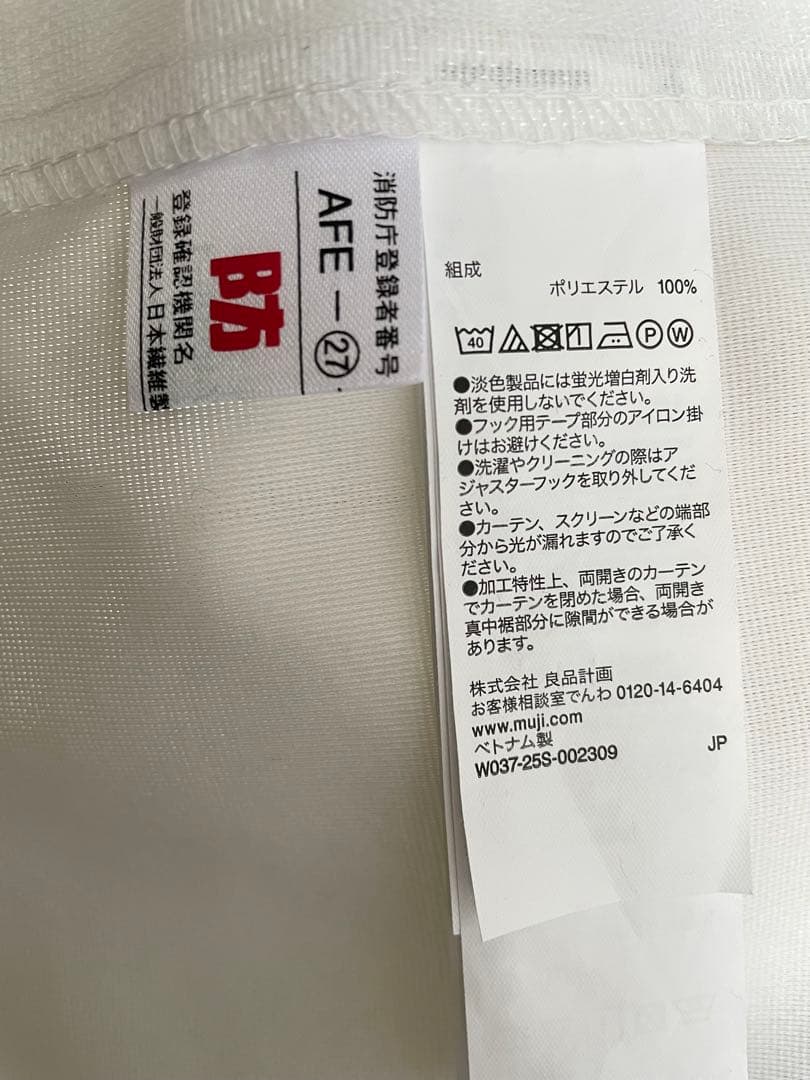 消防庁登録者番号
AFE－㉗
B方
登録確認機関名
一般財団法人日本繊維製
組成
ポリエステル 100%
40
P
W
●淡色製品には蛍光増白剤入り洗
剤を使用しないでください。
●フック用テープ部分のアイロン掛
けはお避けください。
●洗濯やクリーニングの際はア
ジャスターフックを取り外してくだ
さい。
●カーテン、スクリーンなどの端部
分から光が漏れますのでご了承く
ださい。
●加工特性上、両開きのカーテン
でカーテンを閉めた場合、両開き
真中裾部分に隙間ができる場合が
あります。
株式会社 良品計画
お客様相談室でんわ 0120-14-6404
www.muji.com
ベトナム製
W037-25S-002309 JP